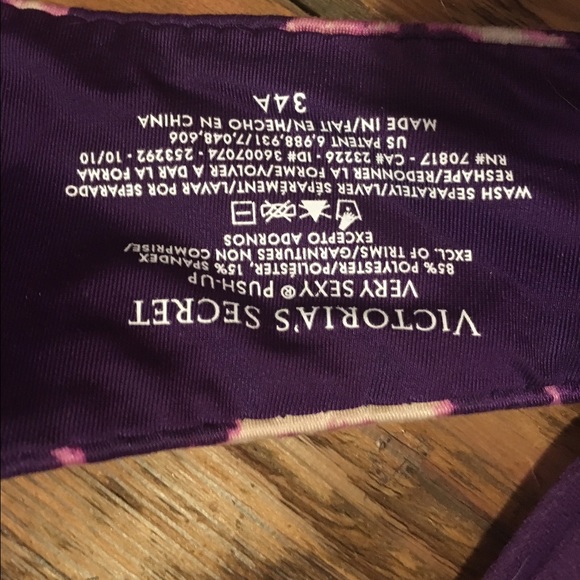 VICTORIA'S SECRET
VERY SEXY® PUSH-UP
85% POLYESTER/POLIÉSTER, 15% SPANDEX
EXCL. OF TRIMS/GARNITURES NON COMPRISE/
EXCEPTO ADORNOS
WASH SEPARATELY/LAVER SÉPARÉMENT/LAVAR POR SEPARADO
RESHAPE/REDONNER LA FORME/VOLVER A DAR LA FORMA
RN# 70817 - CA# 23226 - ID# 36007074 - 253292 - 10/10
US PATENT 6,988,931/7,048,606
MADE IN/FAIT EN/HECHO EN CHINA
34A